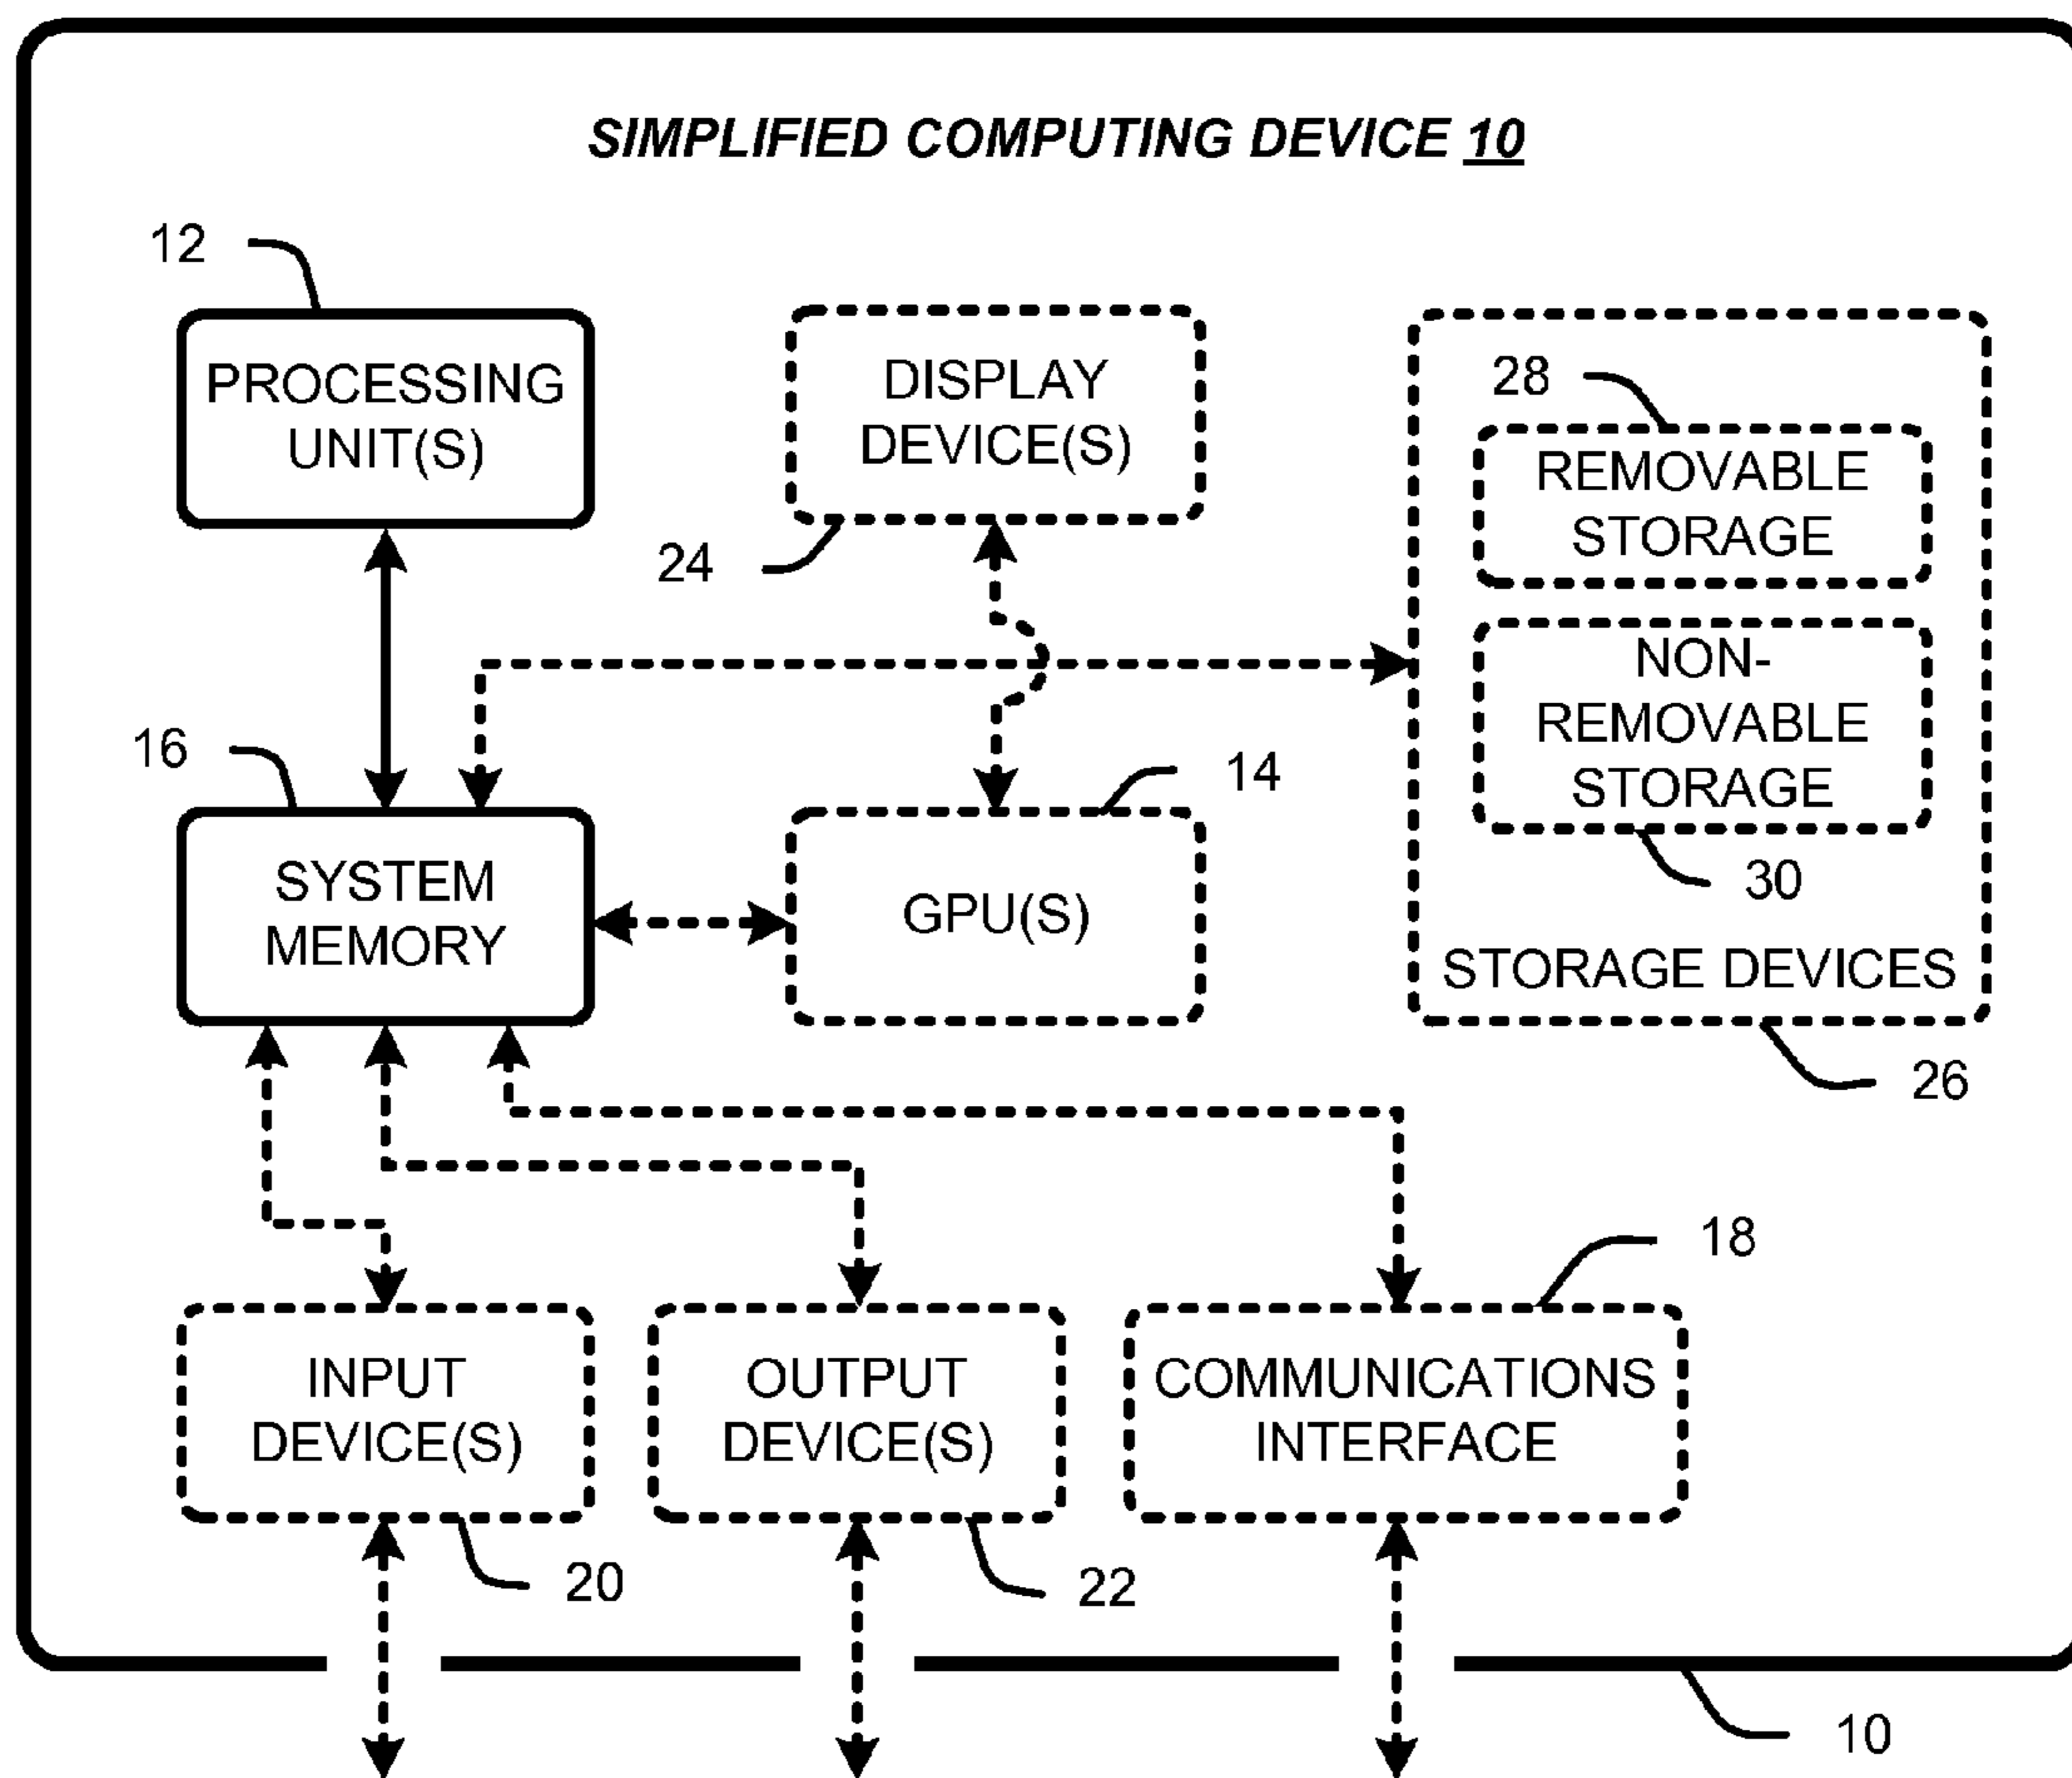 SIMPLIFIED COMPUTING DEVICE 10
12
PROCESSING
UNIT(S)
DISPLAY
DEVICE(S)
24
28
REMOVABLE
STORAGE
NON-
REMOVABLE
STORAGE
30
STORAGE DEVICES
26
16
SYSTEM
MEMORY
14
GPU(S)
18
INPUT
DEVICE(S)
20
OUTPUT
DEVICE(S)
22
COMMUNICATIONS
INTERFACE
10